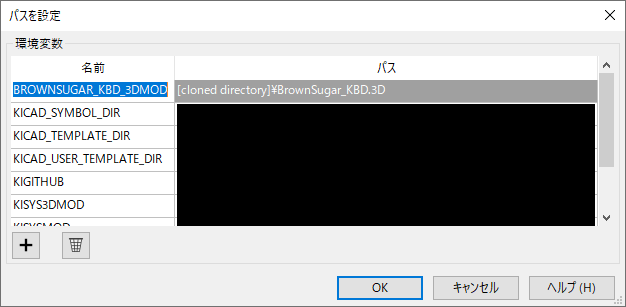 パスを設定
環境変数
名前 パス
BROWNSUGAR_KBD_3DMOD [cloned directory]¥BrownSugar_KBD.3D
KICAD_SYMBOL_DIR
KICAD_TEMPLATE_DIR
KICAD_USER_TEMPLATE_DIR
KIGITHUB
KISYS3DMOD
KISYSMOD
OK キャンセル ヘルプ(H)